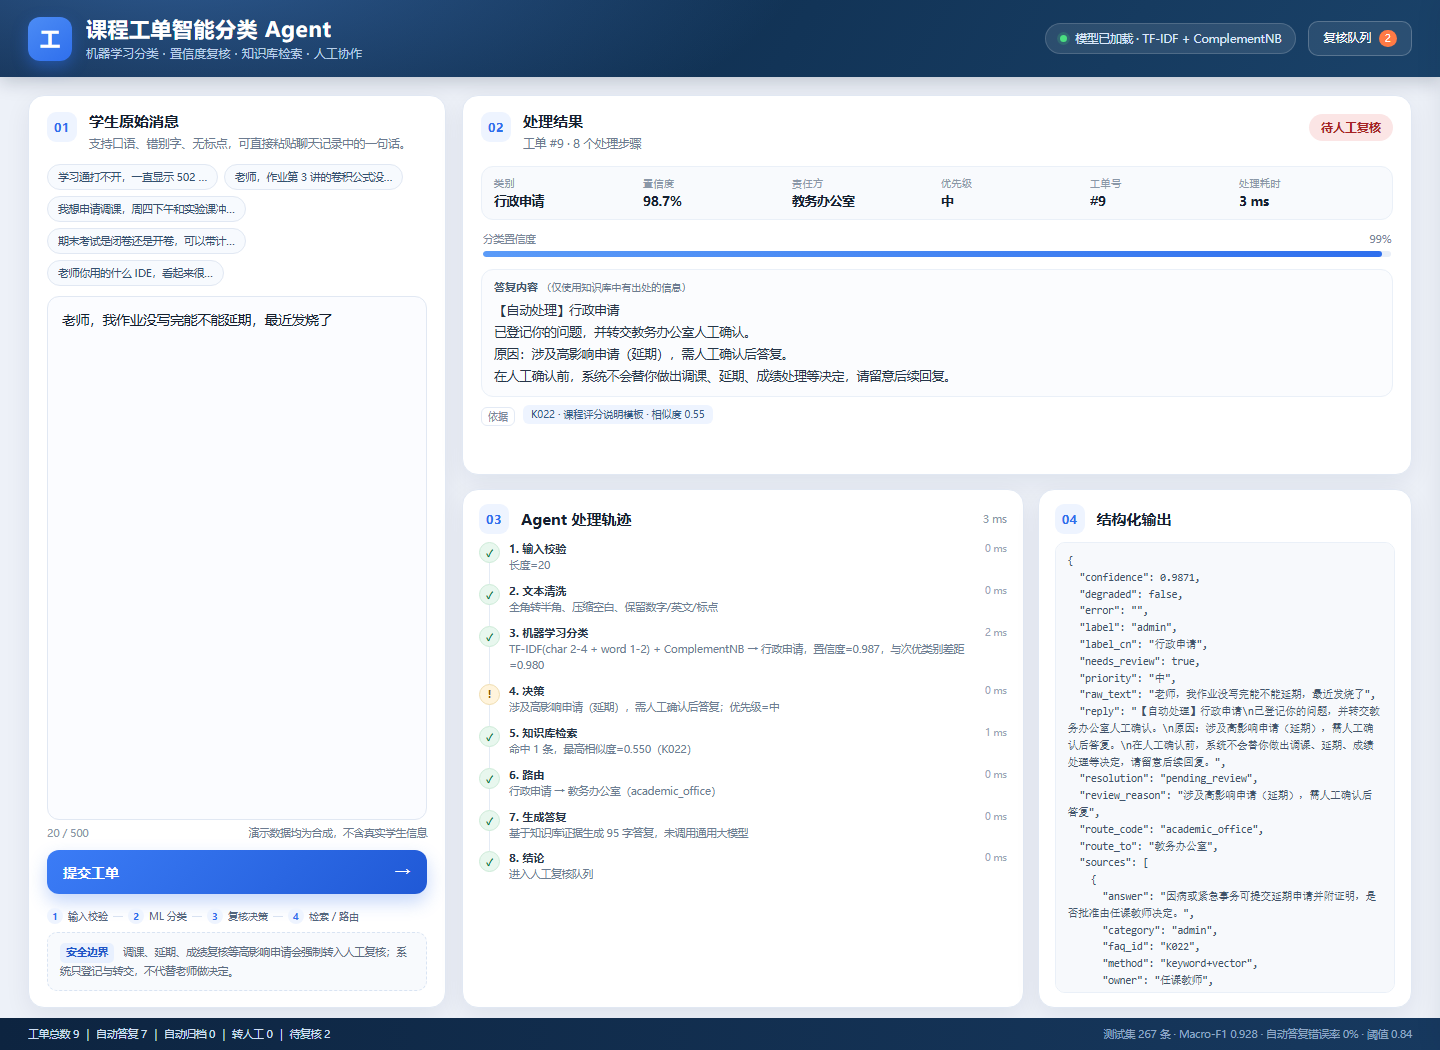 工
课程工单智能分类 Agent
机器学习分类 · 置信度复核 · 知识库检索 · 人工协作
模型已加载 · TF-IDF + ComplementNB
复核队列 2
01
学生原始消息
支持口语、错别字、无标点，可直接粘贴聊天记录中的一句话。
学习通打不开，一直显示 502 ...
老师，作业第 3 讲的卷积公式没...
我想申请调课，周四下午和实验课冲...
期末考试是闭卷还是开卷，可以带计...
老师你用的什么 IDE，看起来很...
老师，我作业没写完能不能延期，最近发烧了
20 / 500
演示数据均为合成，不含真实学生信息
提交工单 →
1 输入校验 — 2 ML 分类 — 3 复核决策 — 4 检索 / 路由
安全边界 调课、延期、成绩复核等高影响申请会强制转入人工复核；系
统只登记与转交，不代替老师做决定。
02
处理结果
工单 #9 · 8 个处理步骤
待人工复核
类别
行政申请
置信度
98.7%
责任方
教务办公室
优先级
中
工单号
#9
处理耗时
3 ms
分类置信度
99%
答复内容 （仅使用知识库中有出处的信息）
【自动处理】行政申请
已登记你的问题，并转交教务办公室人工确认。
原因：涉及高影响申请（延期），需人工确认后答复。
在人工确认前，系统不会替你做出调课、延期、成绩处理等决定，请留意后续回复。
依据
K022 · 课程评分说明模板 · 相似度 0.55
03
Agent 处理轨迹
3 ms
✓
1. 输入校验
0 ms
长度=20
✓
2. 文本清洗
0 ms
全角转半角、压缩空白、保留数字/英文/标点
✓
3. 机器学习分类
2 ms
TF-IDF(char 2-4 + word 1-2) + ComplementNB → 行政申请，置信度=0.987，与次优类别差距
=0.980
!
4. 决策
0 ms
涉及高影响申请（延期），需人工确认后答复；优先级=中
✓
5. 知识库检索
1 ms
命中 1 条，最高相似度=0.550（K022）
✓
6. 路由
0 ms
行政申请 → 教务办公室（academic_office）
✓
7. 生成答复
0 ms
基于知识库证据生成 95 字答复，未调用通用大模型
✓
8. 结论
0 ms
进入人工复核队列
04
结构化输出
{
"confidence": 0.9871,
"degraded": false,
"error": "",
"label": "admin",
"label_cn": "行政申请",
"needs_review": true,
"priority": "中",
"raw_text": "老师，我作业没写完能不能延期，最近发烧了",
"reply": "【自动处理】行政申请\n已登记你的问题，并转交教
务办公室人工确认。\n原因：涉及高影响申请（延期），需人工确
认后答复。\n在人工确认前，系统不会替你做出调课、延期、成绩
处理等决定，请留意后续回复。",
"resolution": "pending_review",
"review_reason": "涉及高影响申请（延期），需人工确认后
答复",
"route_code": "academic_office",
"route_to": "教务办公室",
"sources": [
{
"answer": "因病或紧急事务可提交延期申请并附证明，是
否批准由任课教师决定。",
"category": "admin",
"faq_id": "K022",
"method": "keyword+vector",
"owner": "任课教师",
工单总数 9 | 自动答复 7 | 自动归档 0 | 转人工 0 | 待复核 2
测试集 267 条 · Macro-F1 0.928 · 自动答复错误率 0% · 阈值 0.84